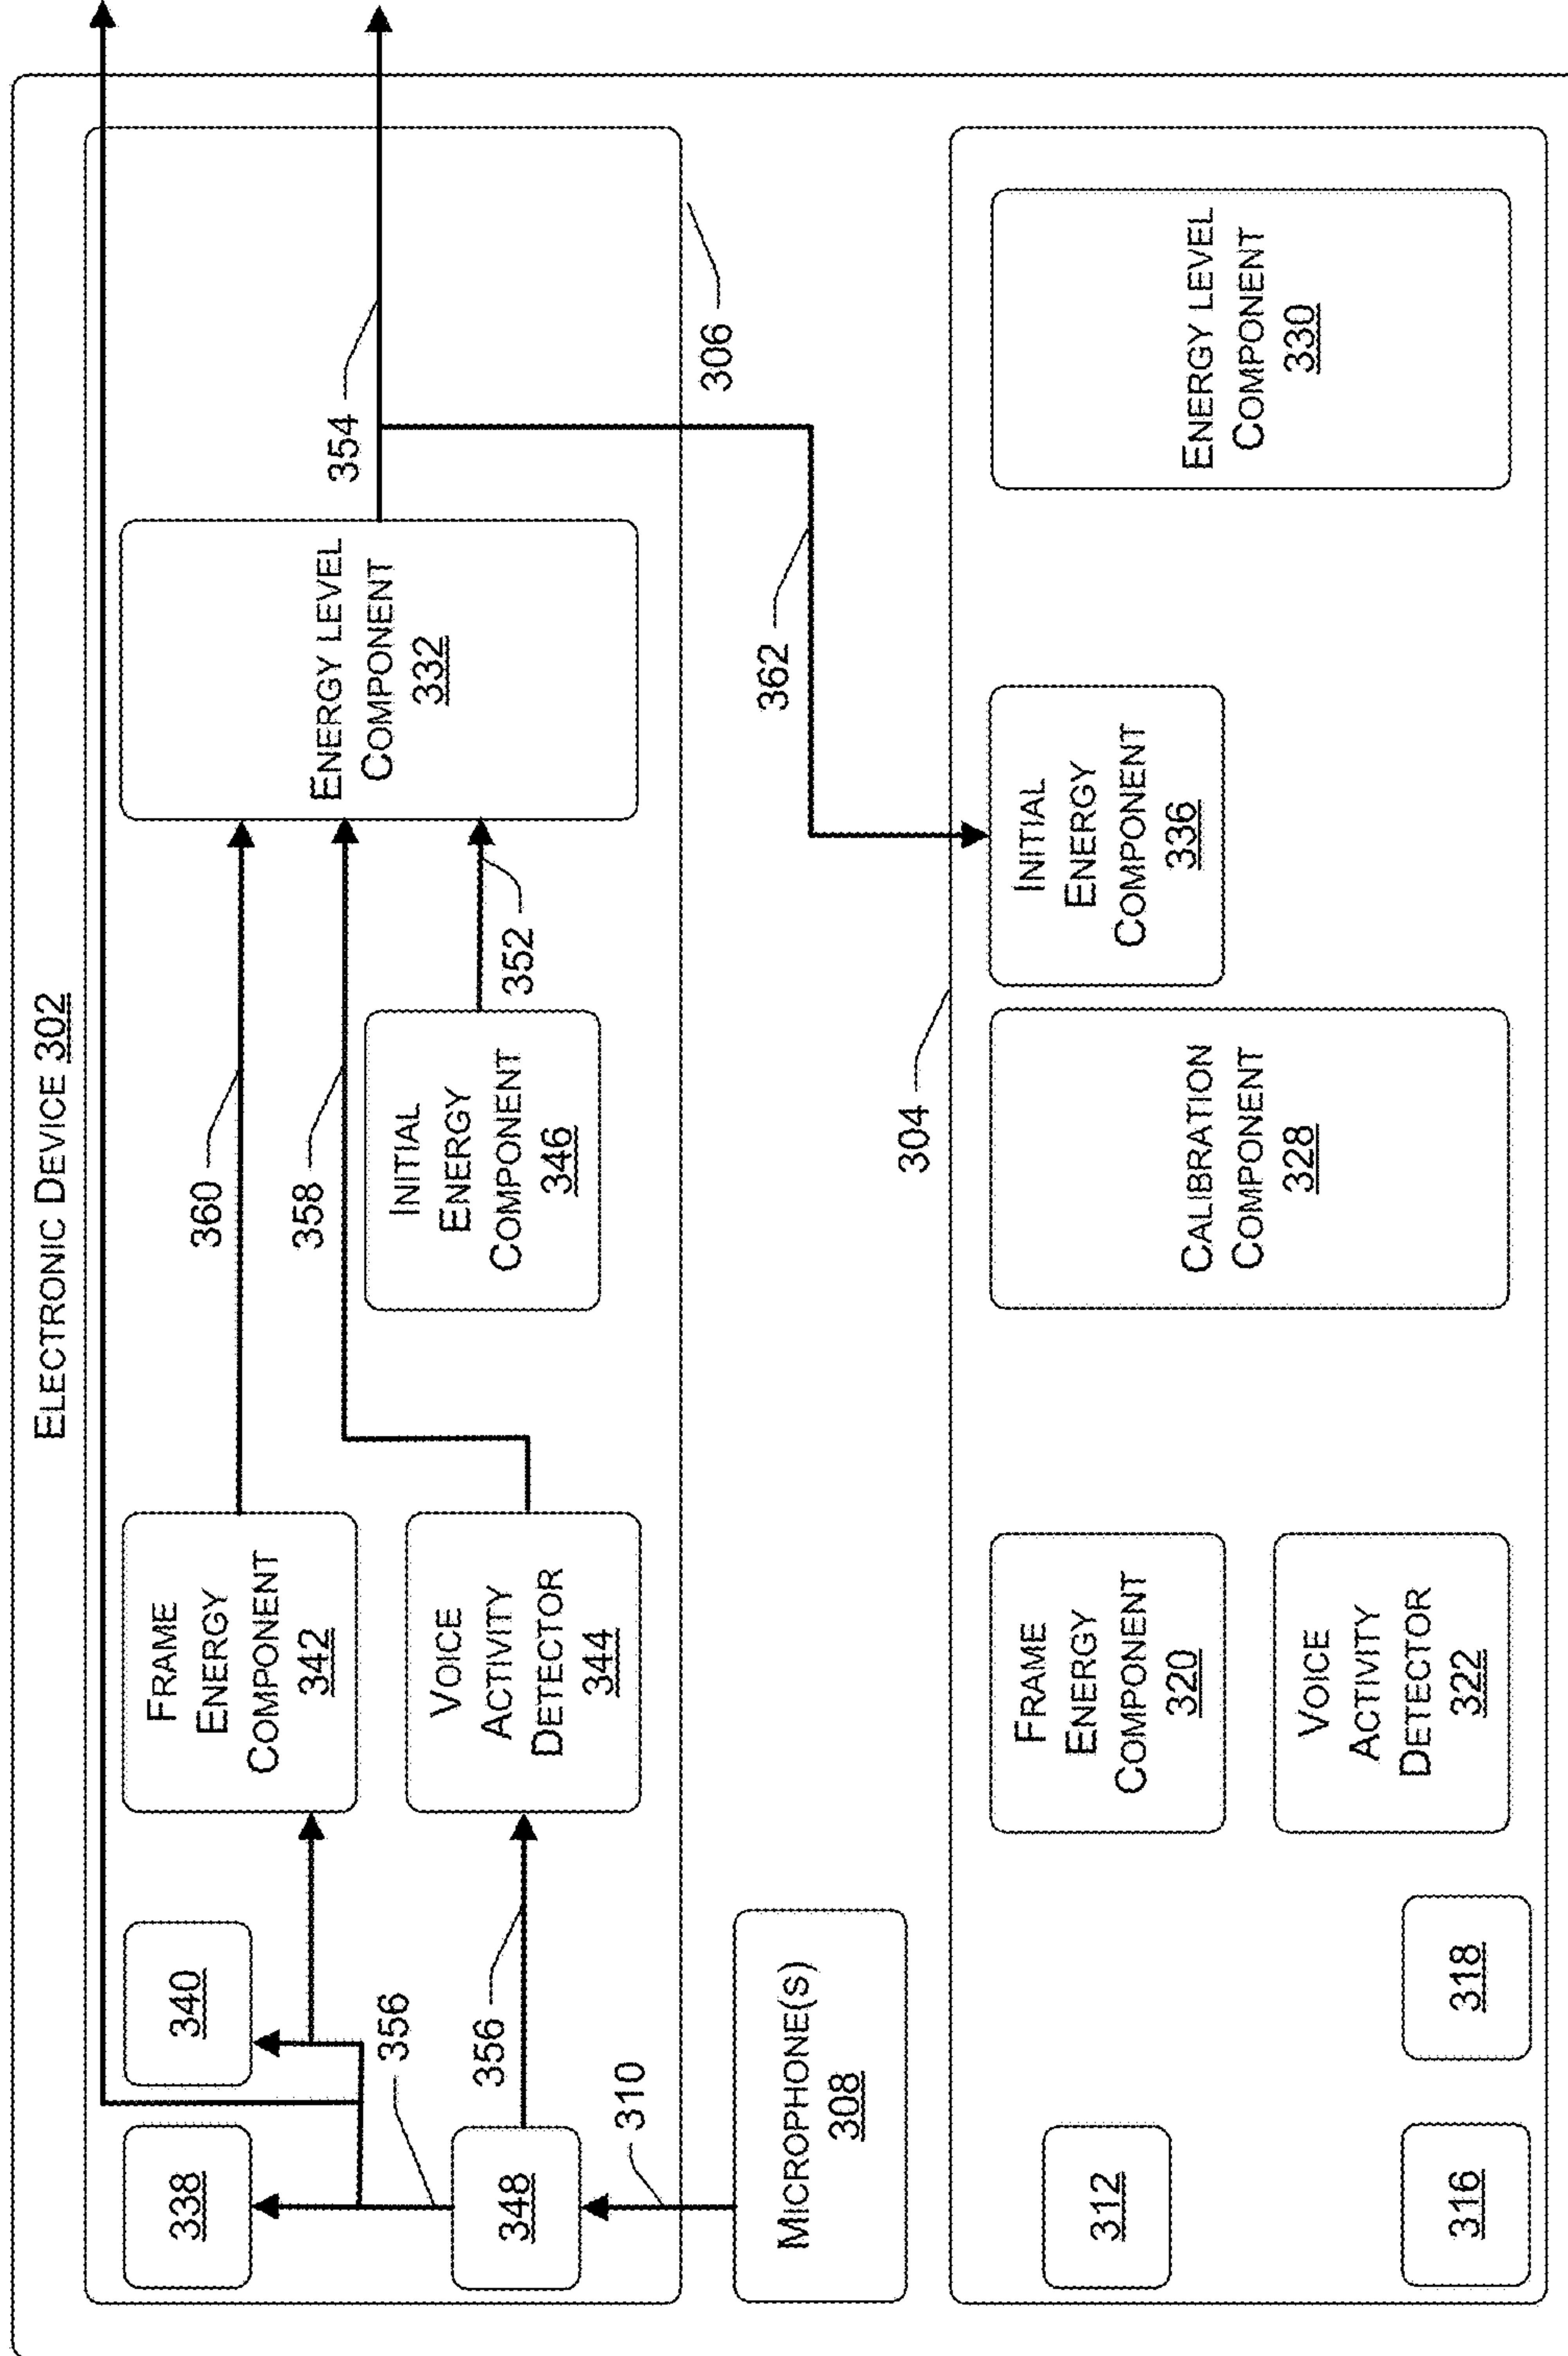 ELECTRONIC DEVICE 302
338
340
348
356
356
310
FRAME
ENERGY
COMPONENT
342
VOICE
ACTIVITY
DETECTOR
344
360
358
INITIAL
ENERGY
COMPONENT
346
352
ENERGY LEVEL
COMPONENT
332
354
306
362
MICROPHONE(S)
308
304
312
316
318
FRAME
ENERGY
COMPONENT
320
VOICE
ACTIVITY
DETECTOR
322
CALIBRATION
COMPONENT
328
INITIAL
ENERGY
COMPONENT
336
ENERGY LEVEL
COMPONENT
330